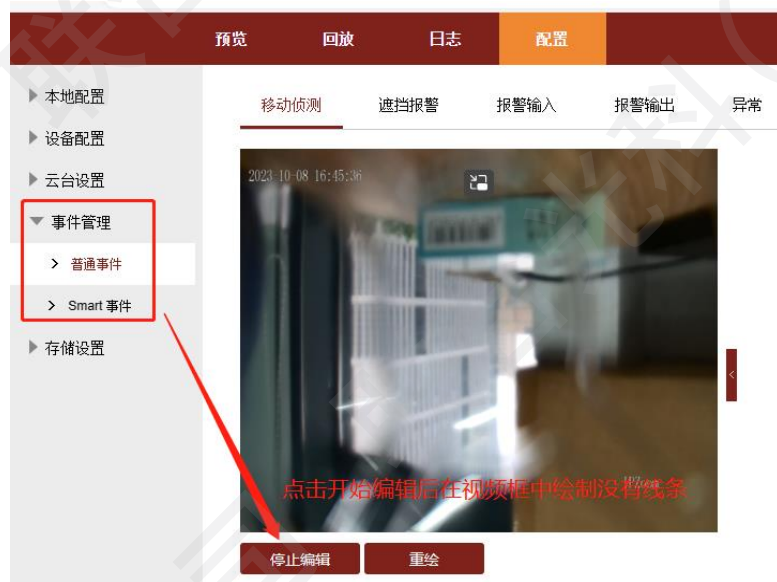 预览 回放 日志 配置
本地配置
设备配置
云台设置
事件管理
普通事件
Smart 事件
存储设置
移动侦测 遮挡报警 报警输入 报警输出 异常
2023-10-08 16:45:36
点击开始编辑后在视频框中绘制没有线条
停止编辑 重绘